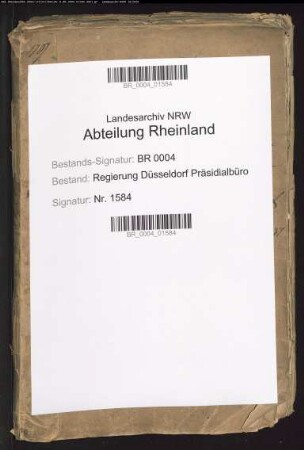 BR_0004_01584
Landesarchiv NRW
Abteilung Rheinland
Bestands-Signatur: BR 0004
Bestand: Regierung Düsseldorf Präsidialbüro
Signatur: Nr. 1584
BR_0004_01584